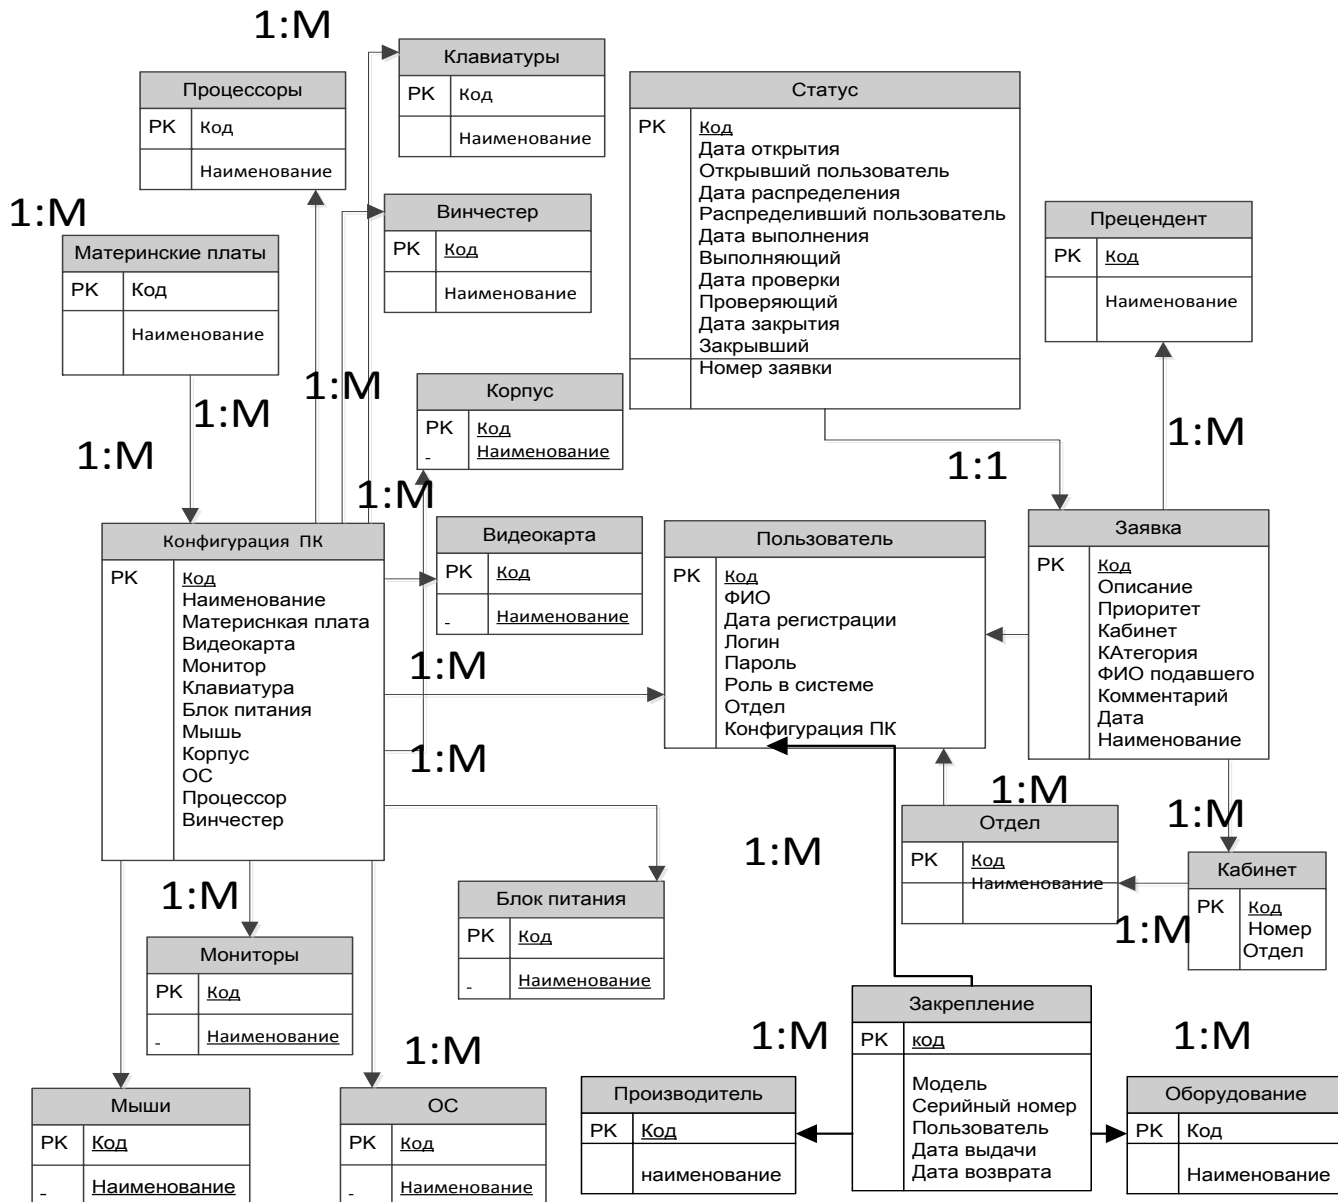 1:M
Клавиатуры
PK Код
Наименование
Процессоры
PK Код
Наименование
Статус
PK Код
Дата открытия
Открывший пользователь
Дата распределения
Распределивший пользователь
Дата выполнения
Выполняющий
Дата проверки
Проверяющий
Дата закрытия
Закрывший
Номер заявки
1:M
Винчестер
PK Код
Наименование
Прецендент
PK Код
Наименование
Материнские платы
PK Код
Наименование
1:M
1:M
1:M
Корпус
PK Код
- Наименование
1:M
1:1
1:M
Конфигурация ПК
PK Код
Наименование
Материснкая плата
Видеокарта
Монитор
Клавиатура
Блок питания
Мышь
Корпус
ОС
Процессор
Винчестер
Видеокарта
PK Код
- Наименование
Пользователь
PK Код
ФИО
Дата регистрации
Логин
Пароль
Роль в системе
Отдел
Конфигурация ПК
Заявка
PK Код
Описание
Приоритет
Кабинет
КАтегория
ФИО подавшего
Комментарий
Дата
Наименование
1:M
1:M
1:M
1:M
1:M
Отдел
PK Код
Наименование
Кабинет
PK Код
Номер
Отдел
1:M
1:M
Блок питания
PK Код
- Наименование
Мониторы
PK Код
- Наименование
Закрепление
PK код
Модель
Серийный номер
Пользователь
Дата выдачи
Дата возврата
1:M
1:M
1:M
Производитель
PK Код
наименование
Оборудование
PK Код
Наименование
Мыши
PK Код
- Наименование
ОС
PK Код
- Наименование